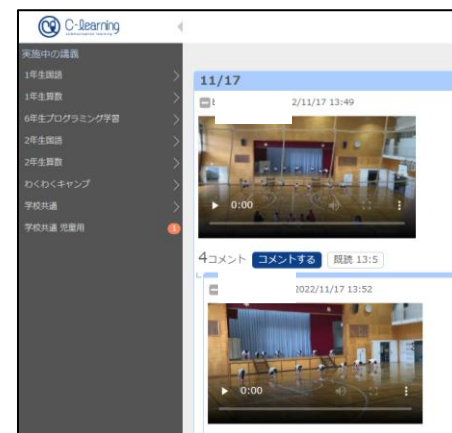 C-Learning
実施中の講義
1年生国語
1年生算数
6年生プログラミング学習
2年生国語
2年生算数
わくわくキャンプ
学校共通
学校共通 児童用
1
11/17
2/11/17 13:49
0:00
4コメント コメントする 既読 13:5
2022/11/17 13:52
0:00